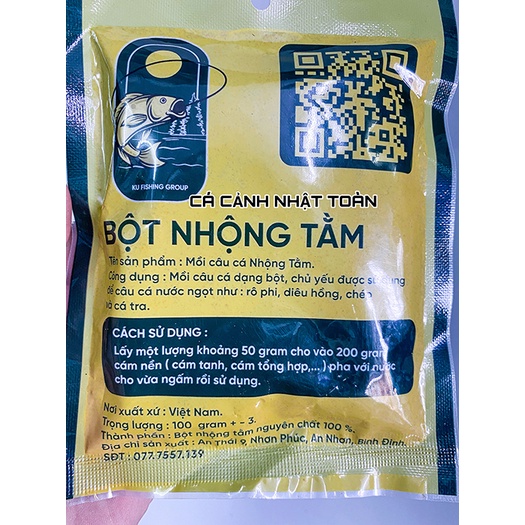 KU FISHING GROUP
CÁ CẢNH NHẬT TOÀN
BỘT NHỘNG TẰM
Tên sản phẩm : Mồi câu cá Nhộng Tằm.
Công dụng : Mồi câu cá dạng bột, chủ yếu được sử dụng
để câu cá nước ngọt như : rô phi, diêu hồng, chép
và cá tra.
CÁCH SỬ DỤNG :
Lấy một lượng khoảng 50 gram cho vào 200 gram
cám nền ( cám tanh, cám tổng hợp,... ) pha với nước
cho vừa ngấm rồi sử dụng.
Nơi xuất xứ : Việt Nam.
Trọng lượng : 100 gram + - 3.
Thành phần : Bột nhộng tằm nguyên chất 100 %.
Địa chỉ sản xuất : An Thái 9, Nhơn Phúc, An Nhơn, Bình Định.
SĐT : 077.7557.139